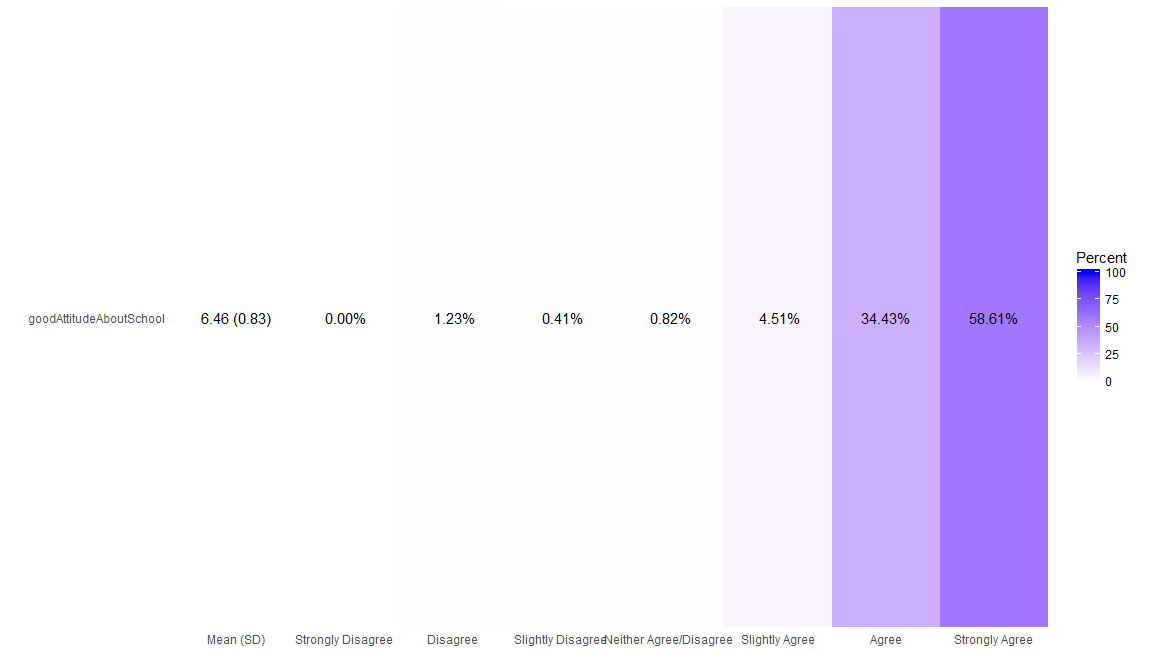 Percent
100
75
50
25
0
goodAttitudeAboutSchool 6.46 (0.83) 0.00% 1.23% 0.41% 0.82% 4.51% 34.43% 58.61%
Mean (SD) Strongly Disagree Disagree Slightly Disagree Neither Agree/Disagree Slightly Agree Agree Strongly Agree